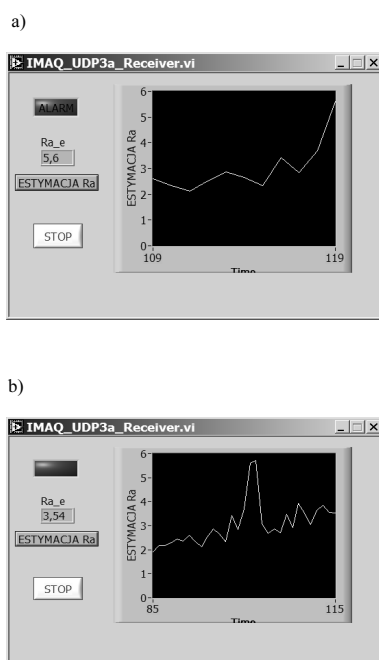 a)
IMAQ_UDP3a_Receiver.vi
ALARM
Ra_e
5,6
ESTYMACJA Ra
STOP
ESTYMACJA Ra
6
5
4
3
2
1
0
109
119
Time
b)
IMAQ_UDP3a_Receiver.vi
Ra_e
3,54
ESTYMACJA Ra
STOP
ESTYMACJA Ra
6
5
4
3
2
1
0
85
115
Time